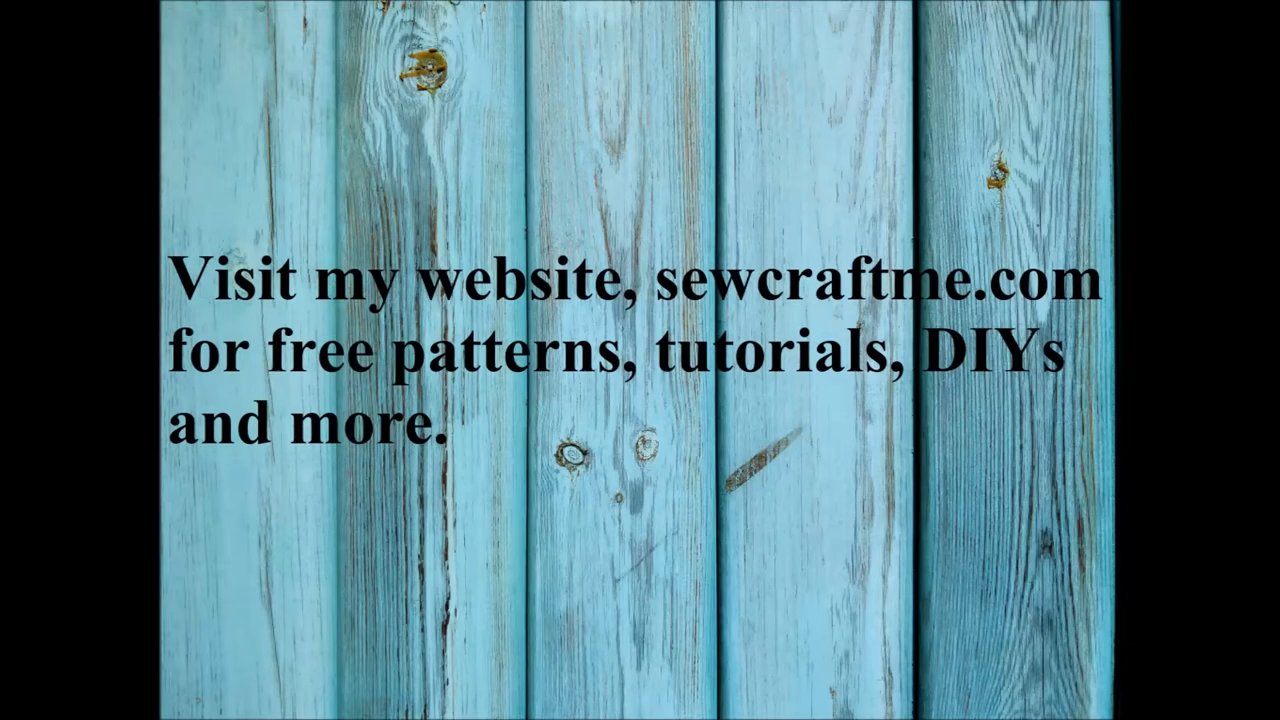 Visit my website, sewcraftme.com
for free patterns, tutorials, DIYs
and more.